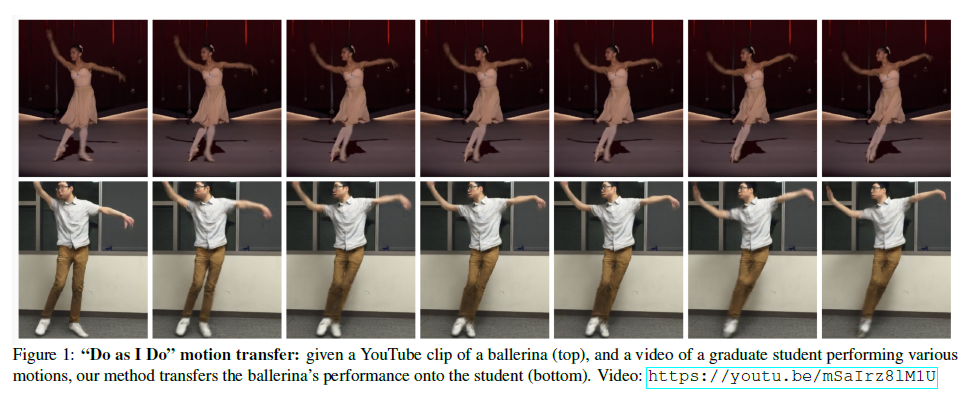 Figure 1: “Do as I Do” motion transfer: given a YouTube clip of a ballerina (top), and a video of a graduate student performing various
motions, our method transfers the ballerina’s performance onto the student (bottom). Video: https://youtu.be/mSaIrz8lM1U